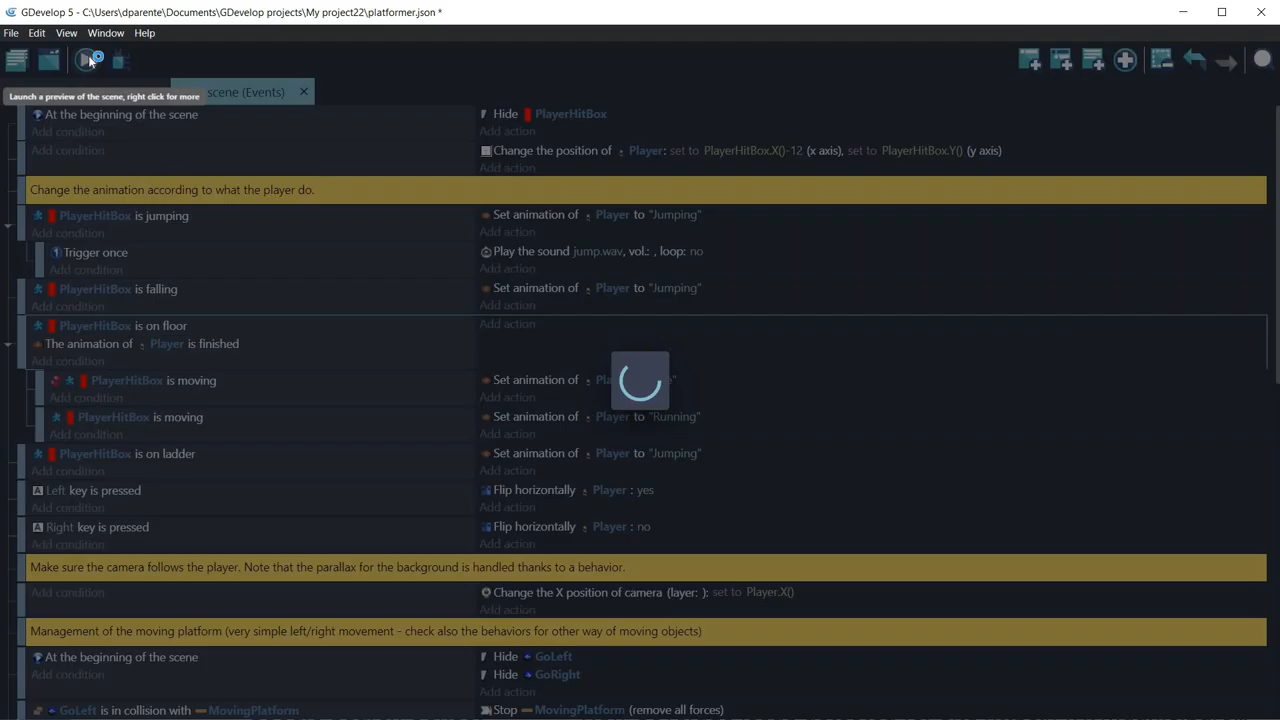 GDevelop 5 - C:\Users\dparente\Documents\GDevelop projects\My project22\platformer.json *
File Edit View Window Help
scene (Events)
Launch a preview of the scene, right click for more
At the beginning of the scene
Hide PlayerHitBox
Add condition
Add action
Add condition
Change the position of Player: set to PlayerHitBox.X()-12 (x axis), set to PlayerHitBox.Y() (y axis)
Add action
Change the animation according to what the player do.
PlayerHitBox is jumping
Set animation of Player to "Jumping"
Add condition
Add action
Trigger once
Play the sound jump.wav, vol.: , loop: no
Add condition
Add action
PlayerHitBox is falling
Set animation of Player to "Jumping"
Add condition
Add action
PlayerHitBox is on floor
Add action
The animation of Player is finished
Add condition
PlayerHitBox is moving
Set animation of
Add condition
Add action
PlayerHitBox is moving
Set animation of Player to "Running"
Add condition
Add action
PlayerHitBox is on ladder
Set animation of Player to "Jumping"
Add condition
Add action
Left key is pressed
Flip horizontally Player : yes
Add condition
Add action
Right key is pressed
Flip horizontally Player : no
Add condition
Add action
Make sure the camera follows the player. Note that the parallax for the background is handled thanks to a behavior.
Add condition
Change the X position of camera (layer: ): set to Player.X()
Add action
Management of the moving platform (very simple left/right movement - check also the behaviors for other way of moving objects)
At the beginning of the scene
Hide GoLeft
Add condition
Hide GoRight
Add action
GoLeft is in collision with MovingPlatform
Stop MovingPlatform (remove all forces)